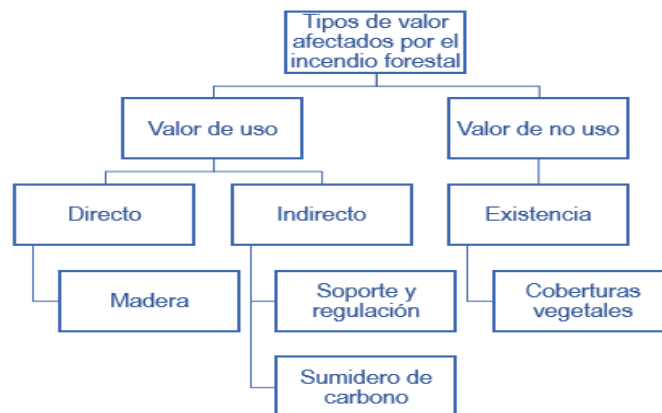 Tipos de valor
afectados por el
incendio forestal
Valor de uso
Valor de no uso
Directo
Indirecto
Existencia
Madera
Soporte y
regulación
Coberturas
vegetales
Sumidero de
carbono